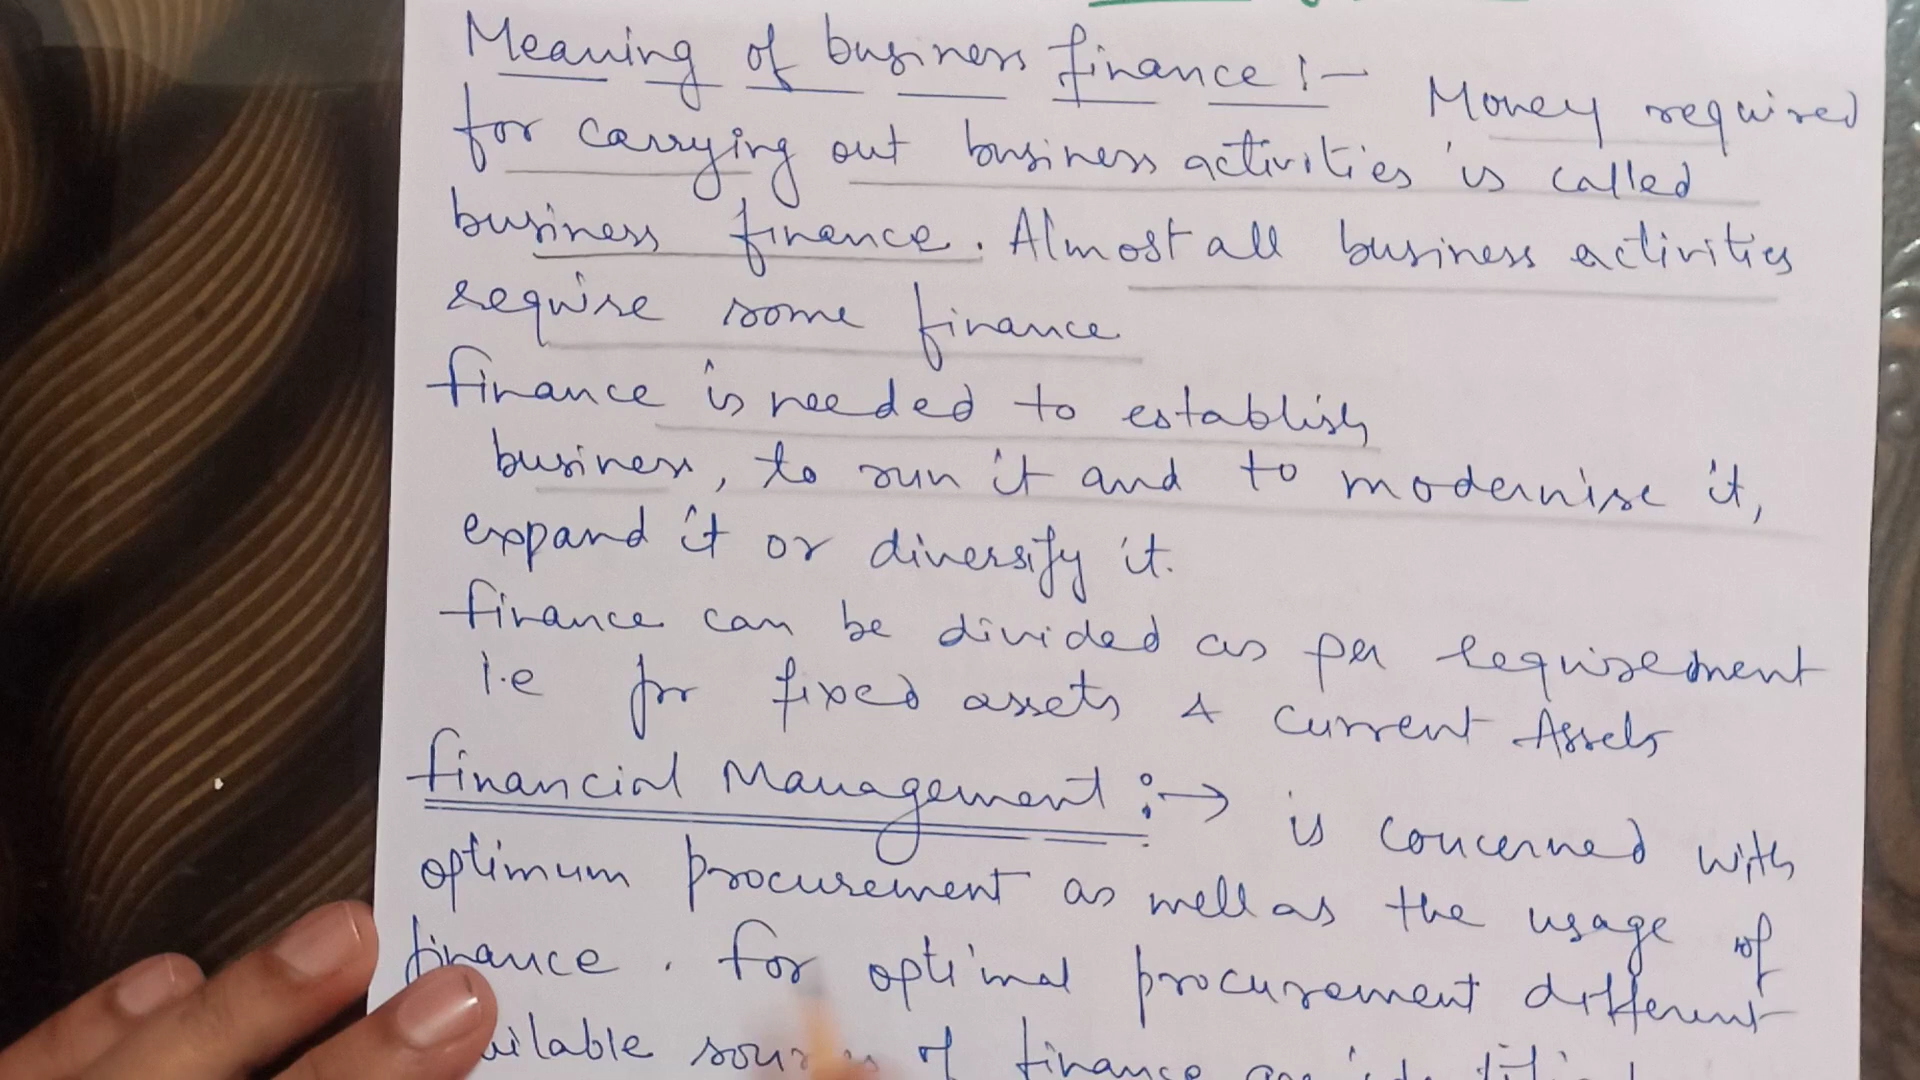 Meaning of business finance :- Money required
for carrying out business activities is called
business finance. Almost all business activities
require some finance
finance is needed to establish
business, to run it and to modernise it,
expand it or diversify it.
finance can be divided as per requirement
i.e for fixed assets & current Assets
financial Management :→ is concerned with
optimum procurement as well as the usage of
finance. for optimal procurement different
of finance are